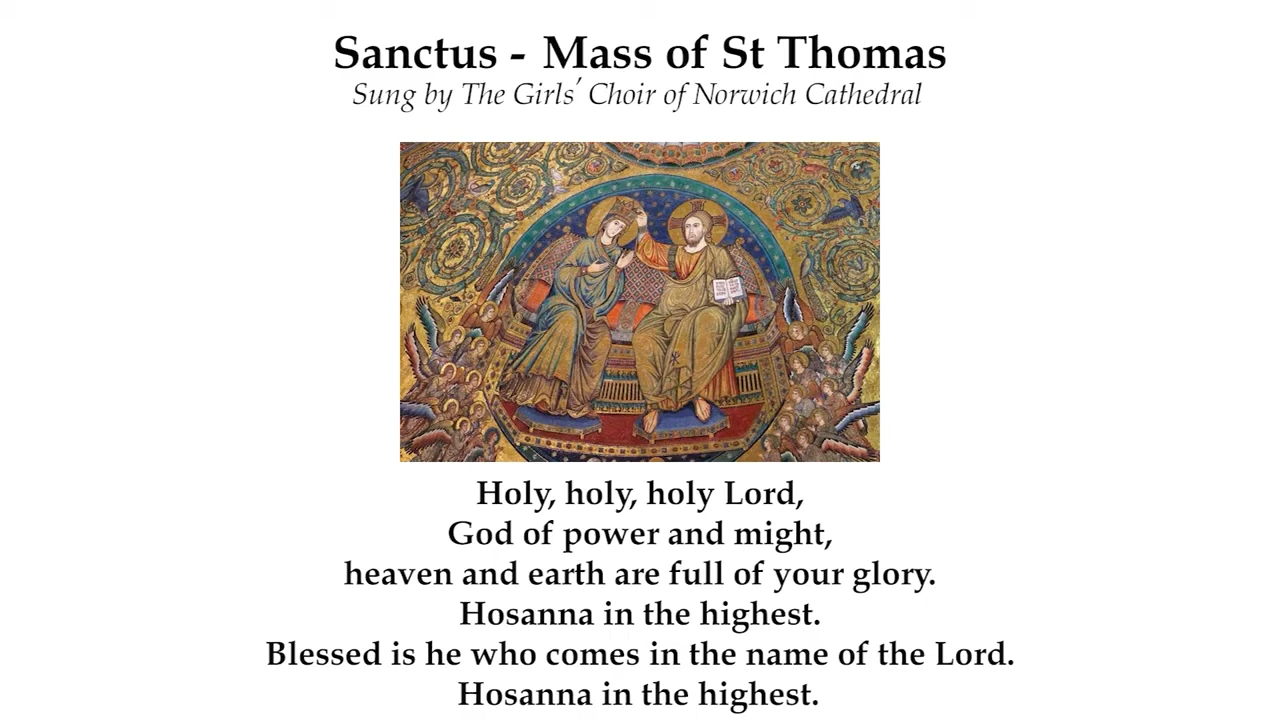 Sanctus - Mass of St Thomas
Sung by The Girls' Choir of Norwich Cathedral
Holy, holy, holy Lord,
God of power and might,
heaven and earth are full of your glory.
Hosanna in the highest.
Blessed is he who comes in the name of the Lord.
Hosanna in the highest.